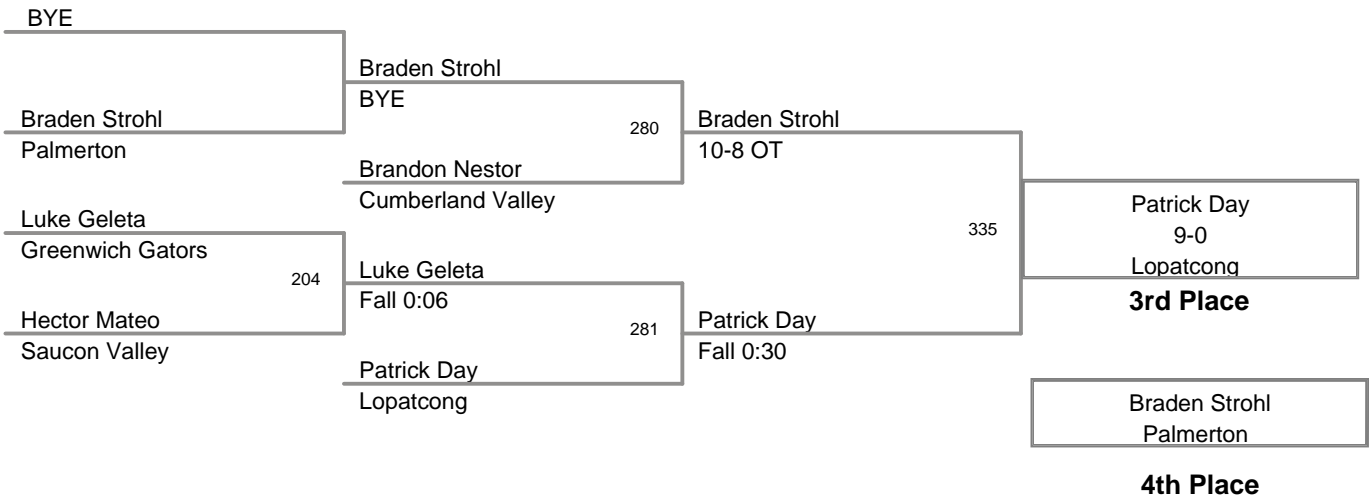 BYE
Braden Strohl
BYE
Braden Strohl
Palmerton
280
Braden Strohl
10-8 OT
Brandon Nestor
Cumberland Valley
Luke Geleta
Greenwich Gators
204
Luke Geleta
Fall 0:06
Hector Mateo
Saucon Valley
281
Patrick Day
Fall 0:30
Patrick Day
Lopatcong
335
Patrick Day
9-0
Lopatcong
3rd Place
Braden Strohl
Palmerton
4th Place